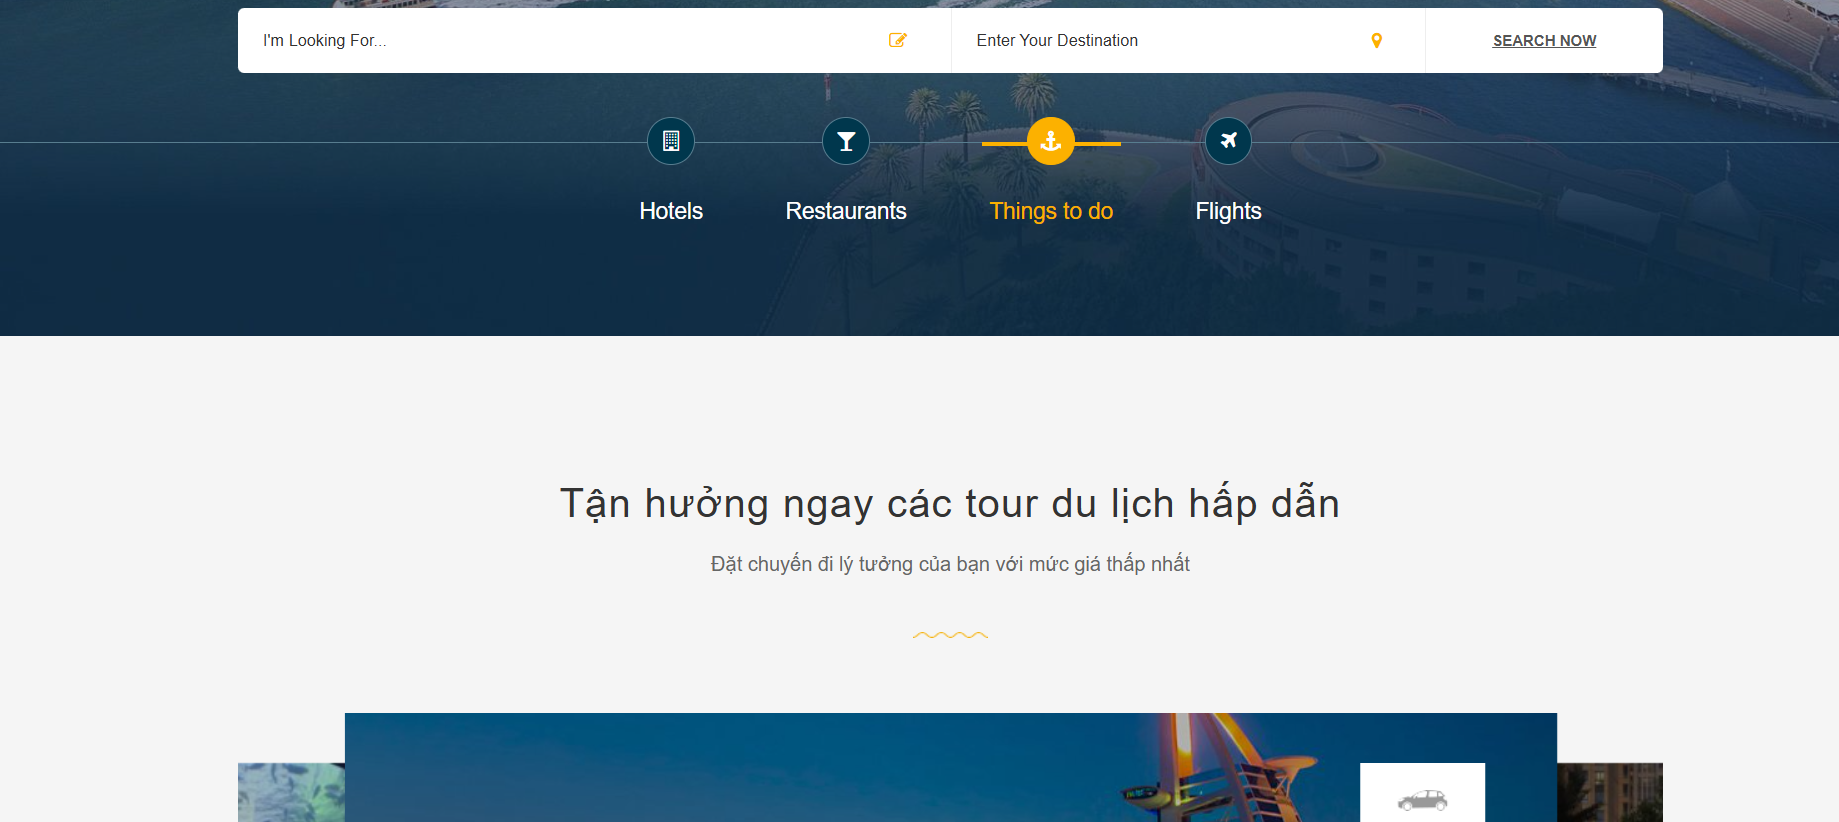 I'm Looking For...
Enter Your Destination
SEARCH NOW
Hotels
Restaurants
Things to do
Flights
Tận hưởng ngay các tour du lịch hấp dẫn
Đặt chuyến đi lý tưởng của bạn với mức giá thấp nhất